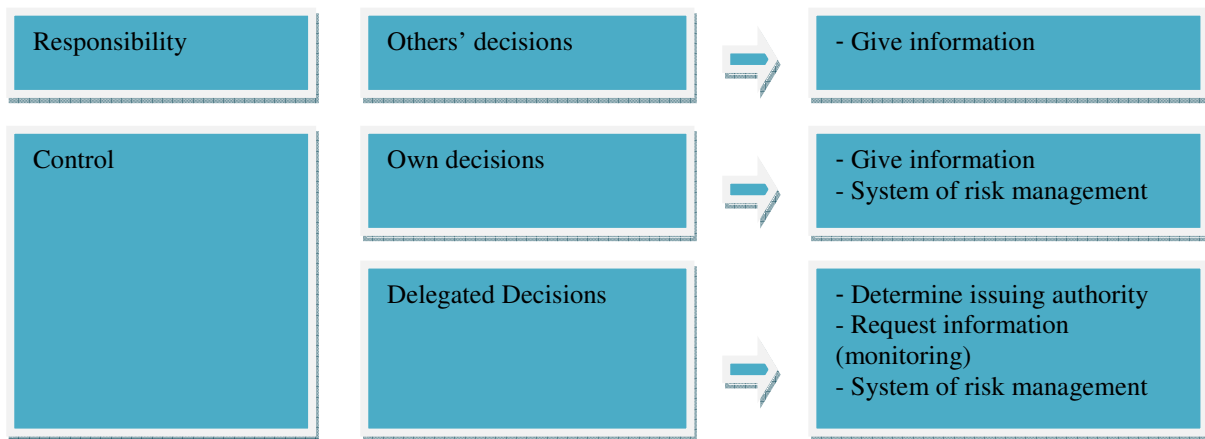 Responsibility
Others’ decisions
- Give information
Control
Own decisions
- Give information
- System of risk management
Delegated Decisions
- Determine issuing authority
- Request information
(monitoring)
- System of risk management